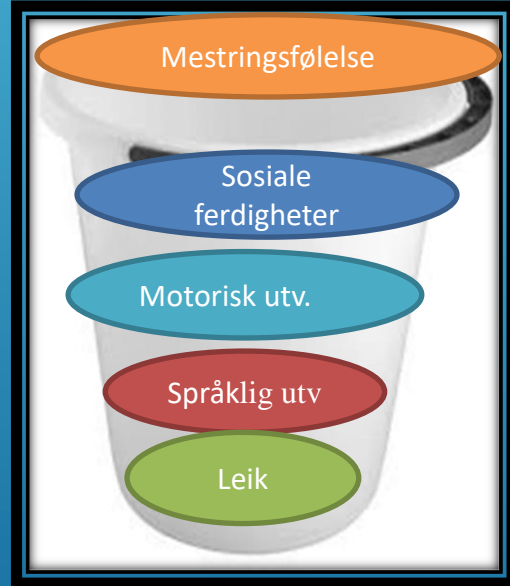 Mestringsfølelse
Sosiale
ferdigheter
Motorisk utv.
Språklig utv
Leik